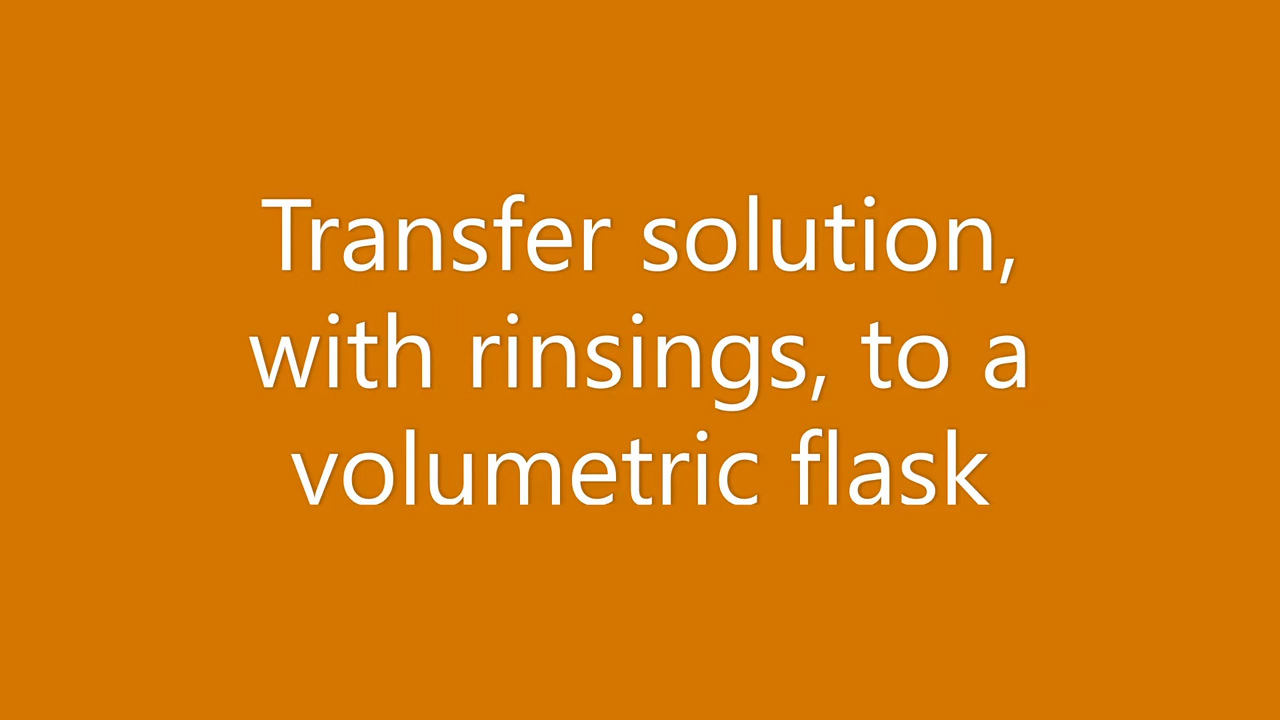 Transfer solution,
with rinsings, to a
volumetric flask